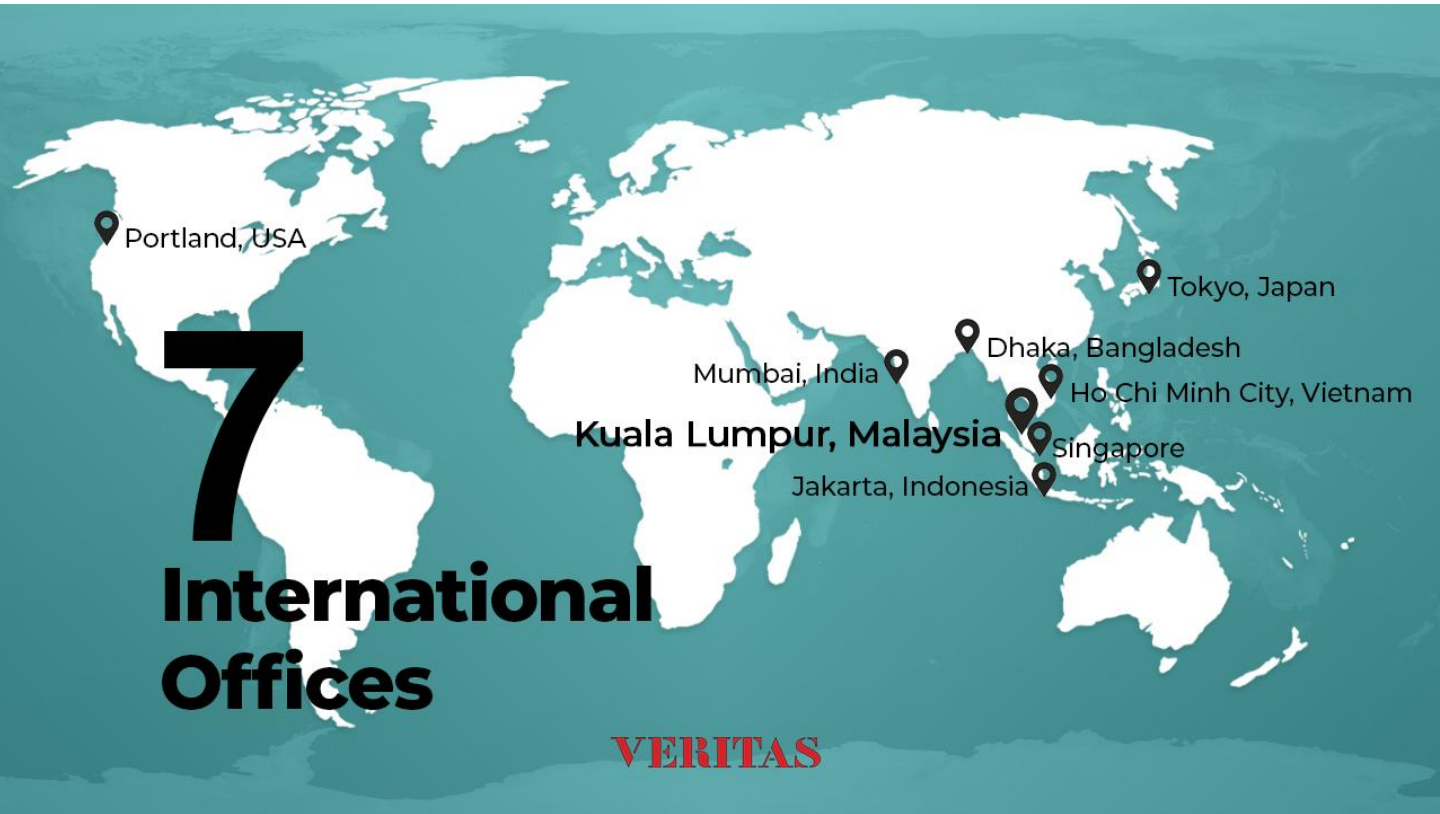 Portland, USA
Tokyo, Japan
Dhaka, Bangladesh
Mumbai, India
Ho Chi Minh City, Vietnam
Kuala Lumpur, Malaysia
Singapore
Jakarta, Indonesia
7
International
Offices
VERITAS